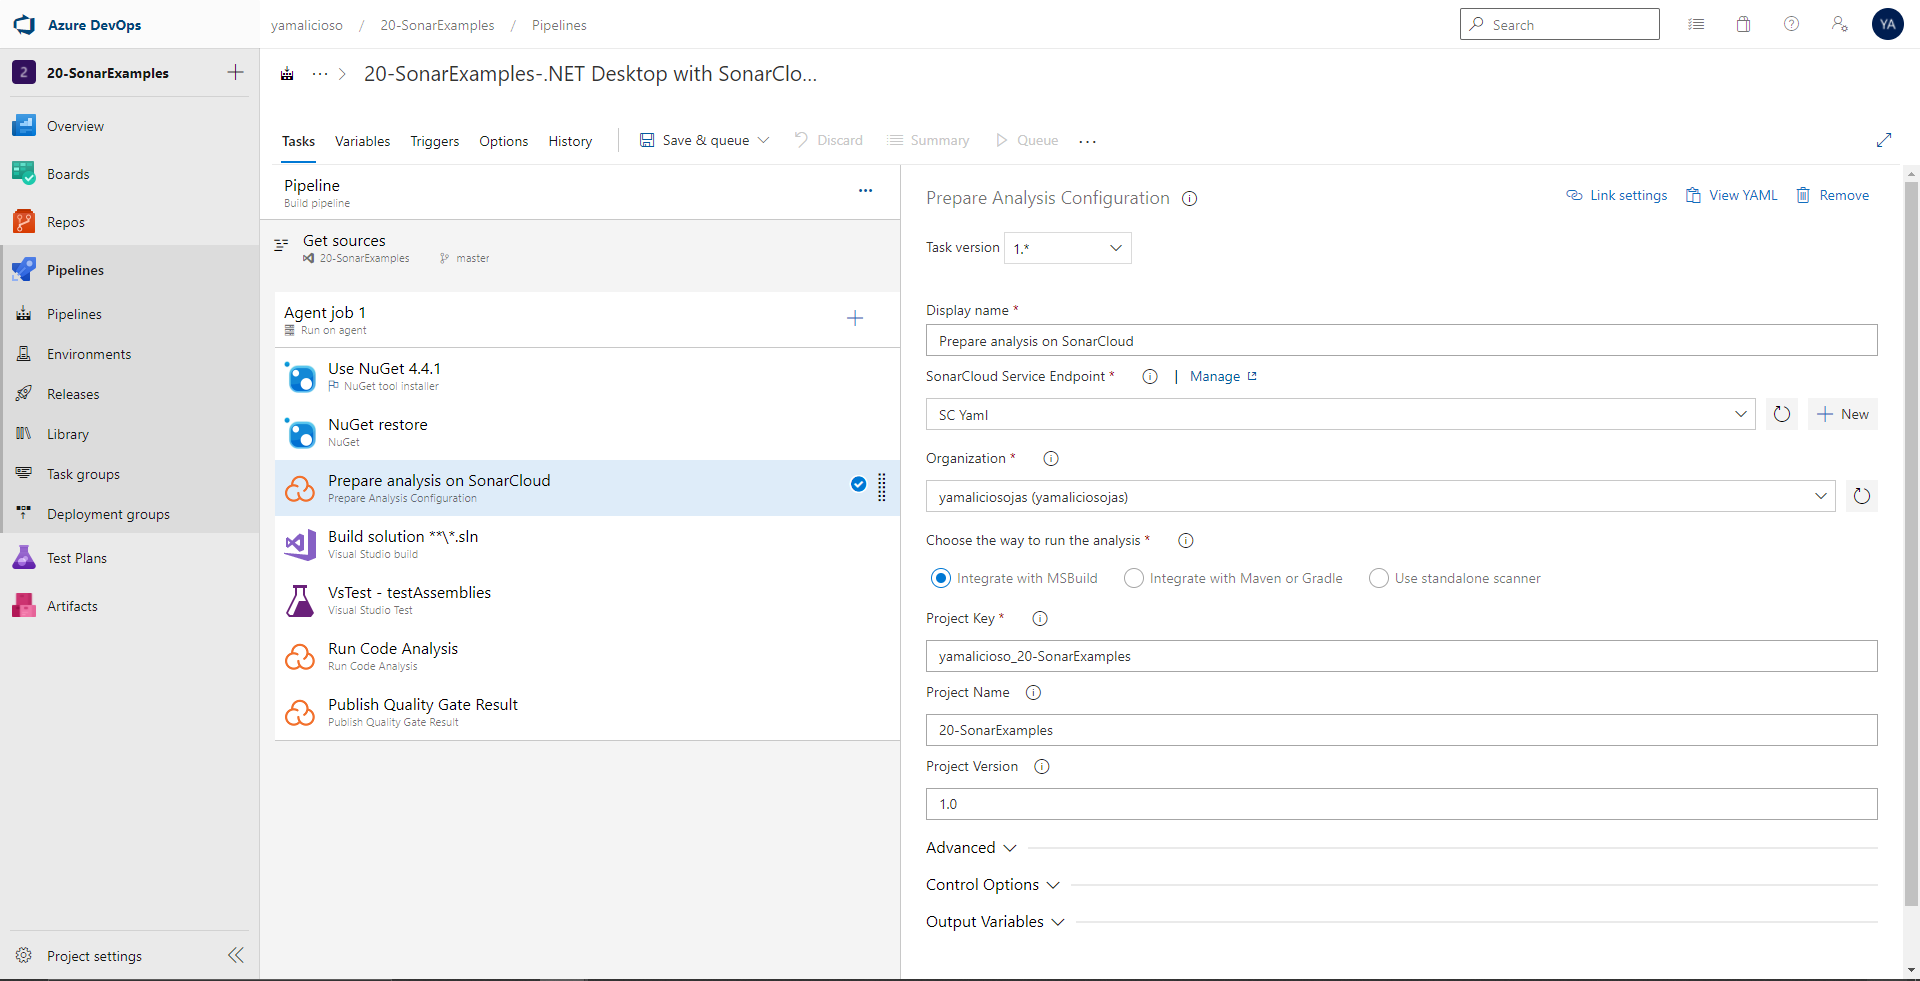 Azure DevOps
yamalicioso / 20-SonarExamples / Pipelines
Search
YA
2 20-SonarExamples
Overview
Boards
Repos
Pipelines
Pipelines
Environments
Releases
Library
Task groups
Deployment groups
Test Plans
Artifacts
Project settings
20-SonarExamples-.NET Desktop with SonarClo...
Tasks Variables Triggers Options History Save & queue Discard Summary Queue ...
Pipeline
Build pipeline
Get sources
20-SonarExamples master
Agent job 1
Run on agent
Use NuGet 4.4.1
NuGet tool installer
NuGet restore
NuGet
Prepare analysis on SonarCloud
Prepare Analysis Configuration
Build solution **\*.sln
Visual Studio build
VsTest - testAssemblies
Visual Studio Test
Run Code Analysis
Run Code Analysis
Publish Quality Gate Result
Publish Quality Gate Result
Prepare Analysis Configuration
Link settings View YAML Remove
Task version 1.*
Display name *
Prepare analysis on SonarCloud
SonarCloud Service Endpoint * | Manage
SC Yaml
New
Organization *
yamaliciosojas (yamaliciosojas)
Choose the way to run the analysis *
Integrate with MSBuild Integrate with Maven or Gradle Use standalone scanner
Project Key *
yamalicioso_20-SonarExamples
Project Name
20-SonarExamples
Project Version
1.0
Advanced
Control Options
Output Variables